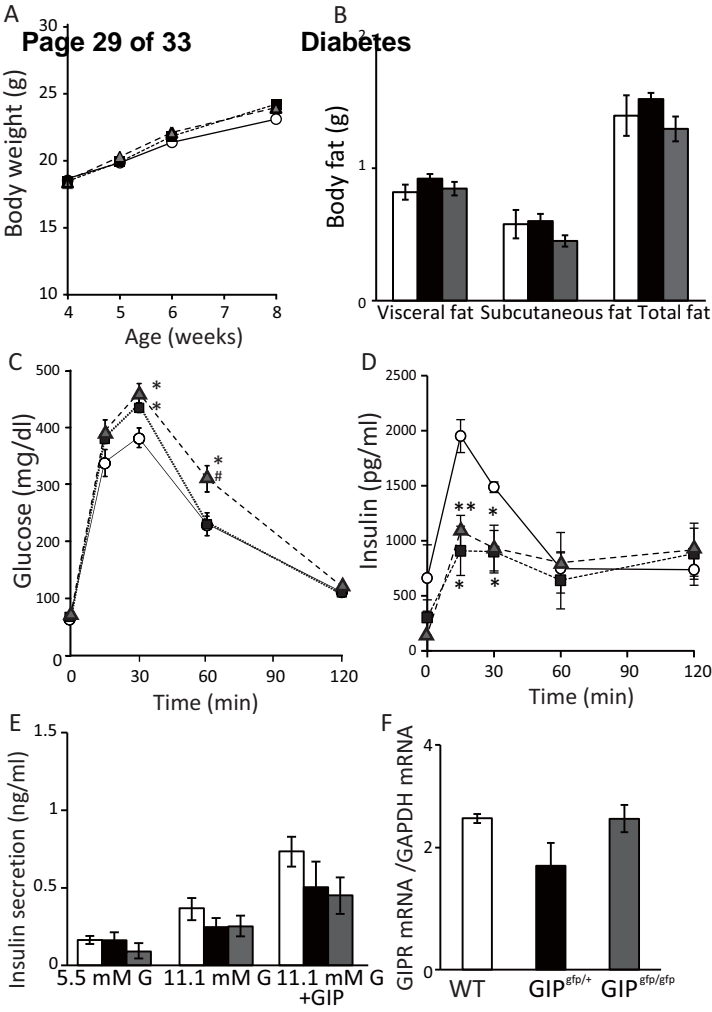 A
B
Page 29 of 33
Diabetes
30
25
20
15
10
Body weight (g)
4 5 6 7 8
Age (weeks)
2
1
0
Body fat (g)
Visceral fat Subcutaneous fat Total fat
C
D
500
400
300
200
100
0
Glucose (mg/dl)
*
*
*
#
0 30 60 90 120
Time (min)
2500
2000
1500
1000
500
0
Insulin (pg/ml)
** *
* *
0 30 60 90 120
Time (min)
E
F
1.5
1
0.5
0
Insulin secretion (ng/ml)
5.5 mM G 11.1 mM G 11.1 mM G
+GIP
4
2
0
GIPR mRNA /GAPDH mRNA
WT GIP^gfp/+ GIP^gfp/gfp